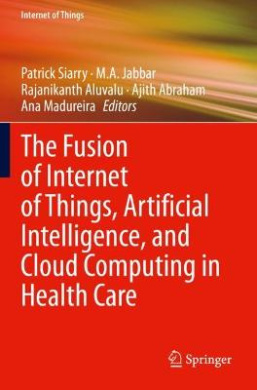 Internet of Things
Patrick Siarry · M.A. Jabbar
Rajanikanth Aluvalu · Ajith Abraham
Ana Madureira Editors
The Fusion
of Internet
of Things, Artificial
Intelligence, and
Cloud Computing in
Health Care
Springer